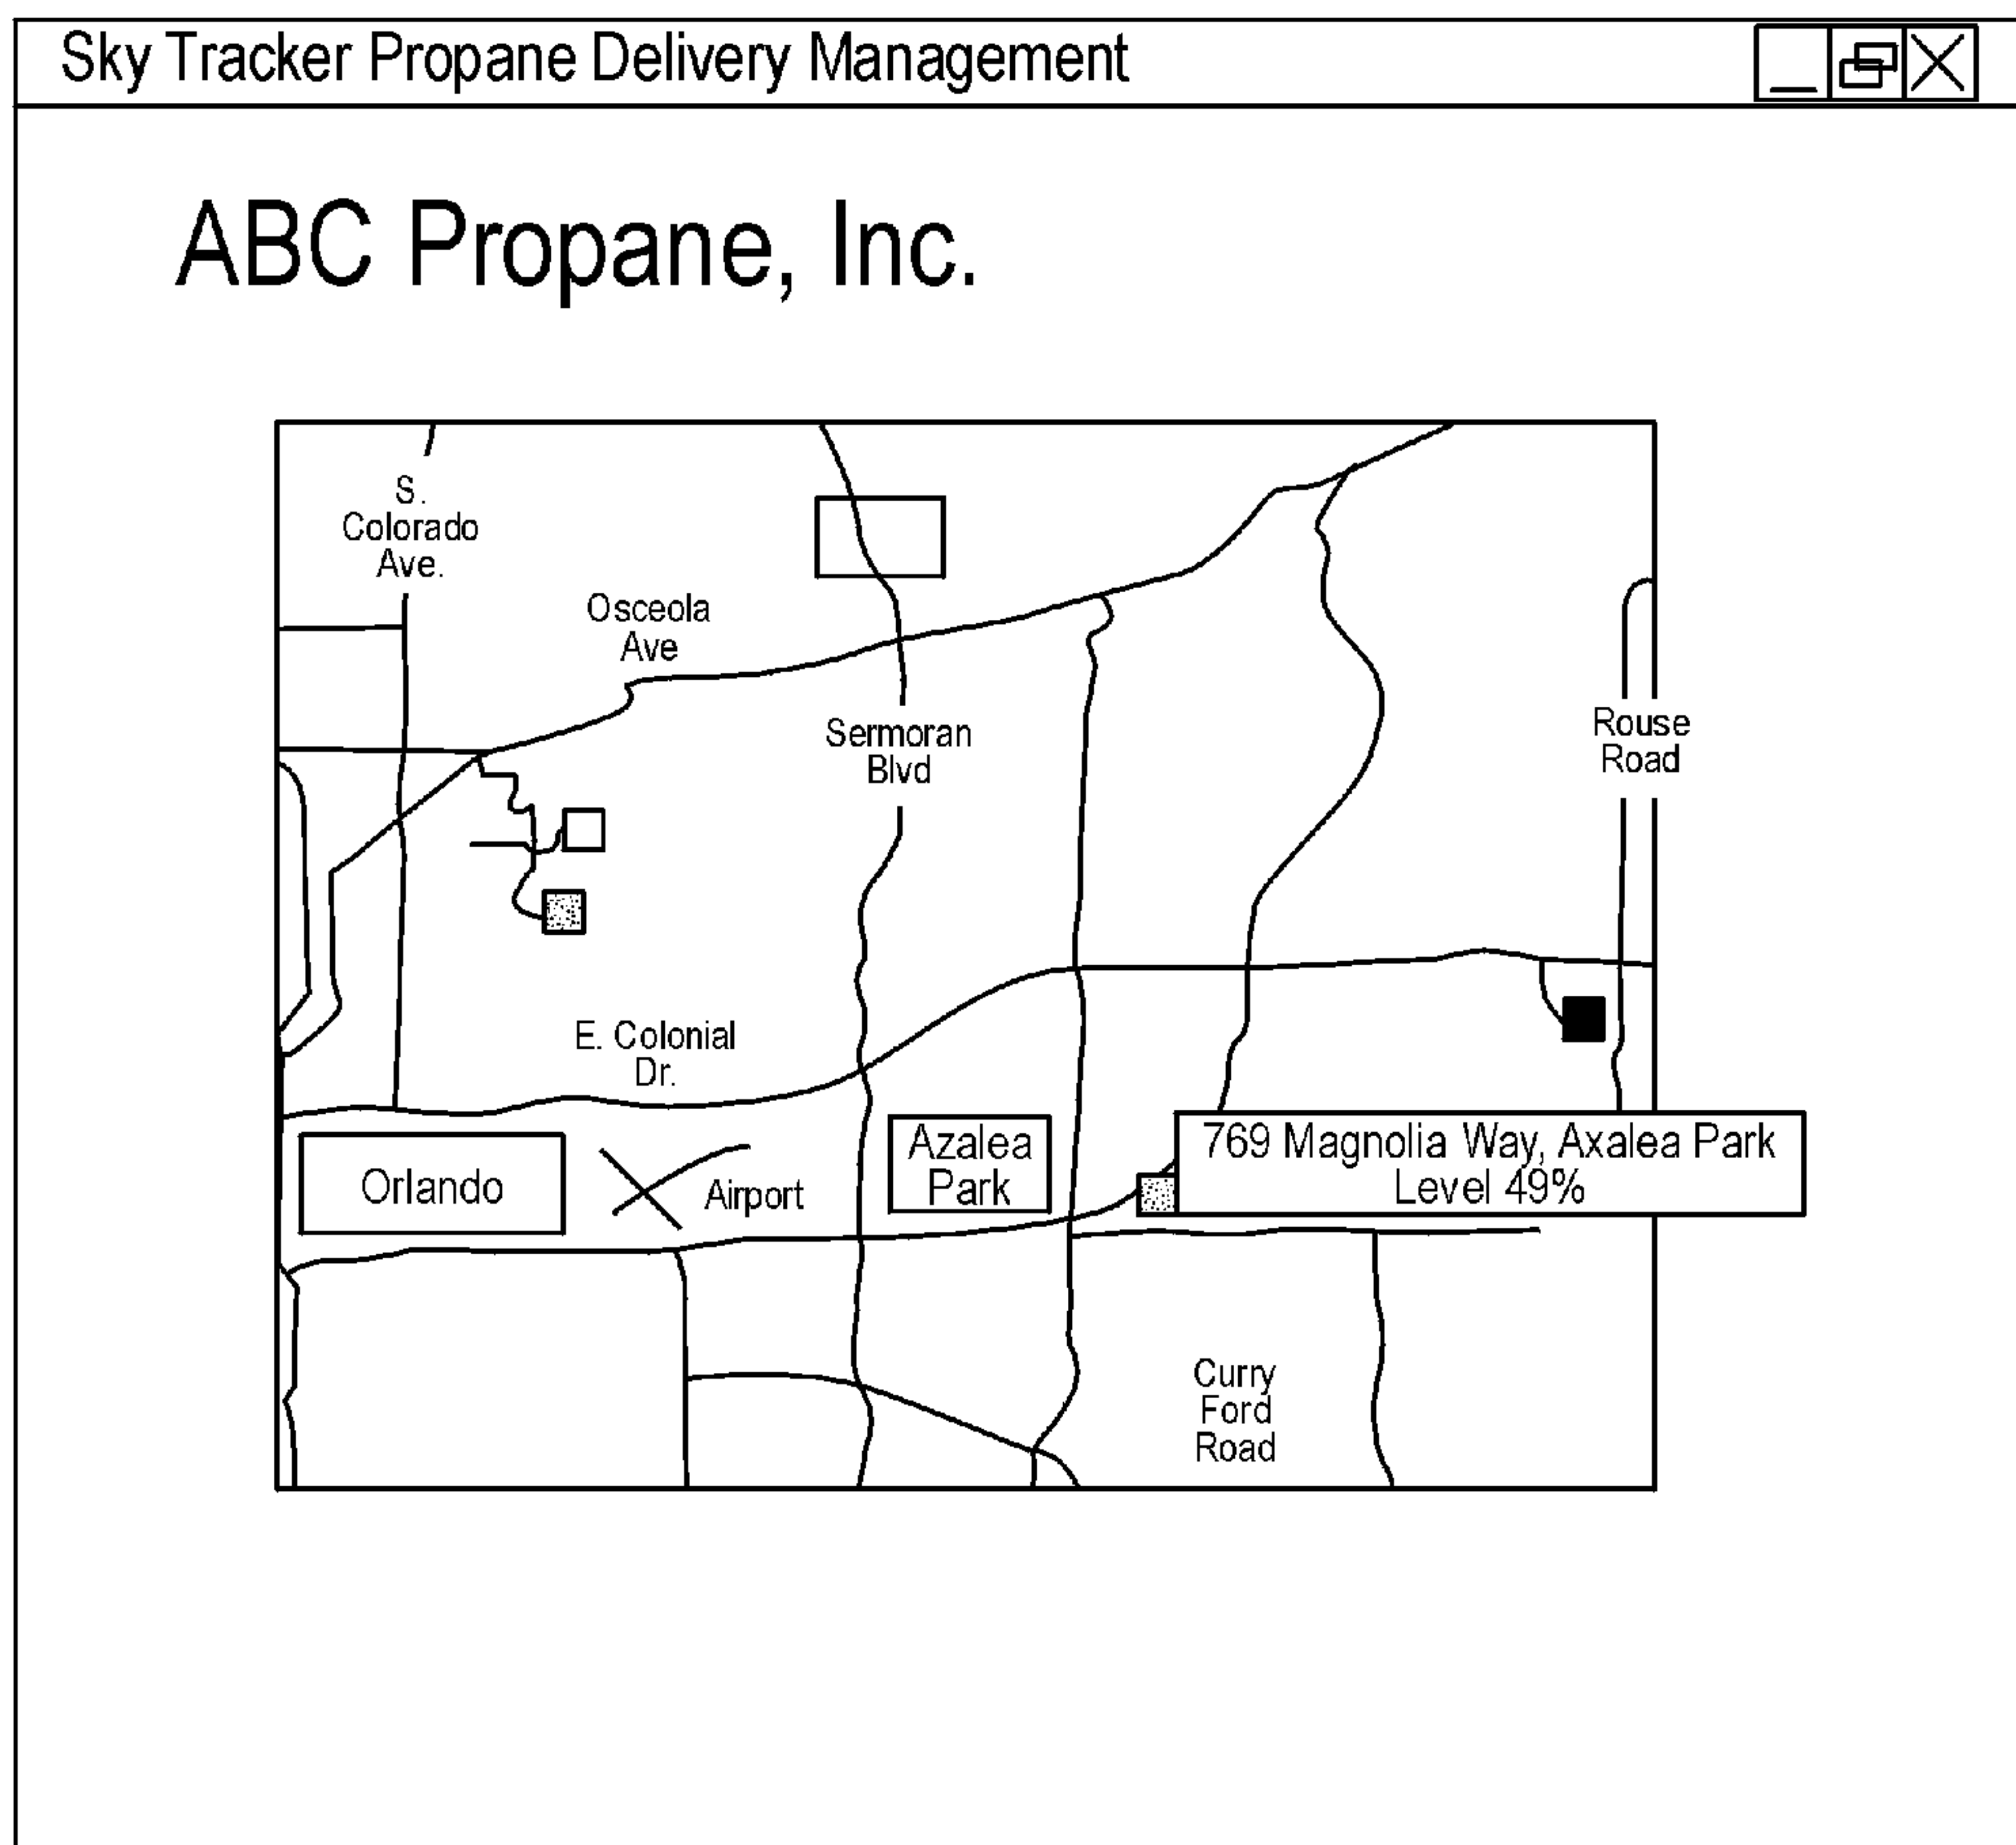 Sky Tracker Propane Delivery Management
ABC Propane, Inc.
S.
Colorado
Ave.
Osceola
Ave
Sermoran
Blvd
Rouse
Road
E. Colonial
Dr.
Orlando
Airport
Azalea
Park
769 Magnolia Way, Axalea Park
Level 49%
Curry
Ford
Road